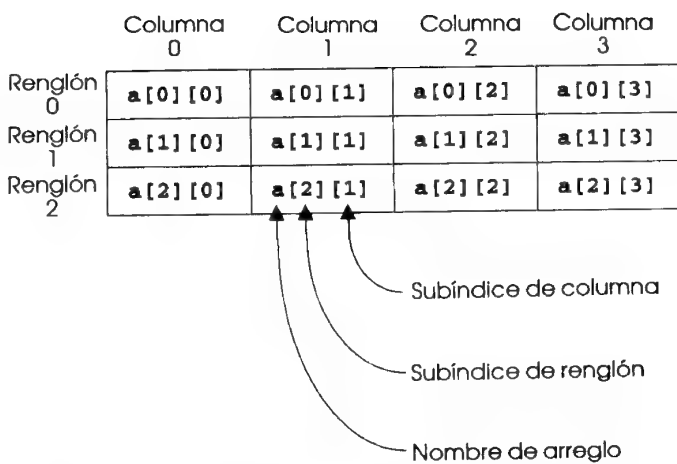 Columna Columna Columna Columna
0 1 2 3
Renglón a[0][0] a[0][1] a[0][2] a[0][3]
0
Renglón a[1][0] a[1][1] a[1][2] a[1][3]
1
Renglón a[2][0] a[2][1] a[2][2] a[2][3]
2
Subíndice de columna
Subíndice de renglón
Nombre de arreglo